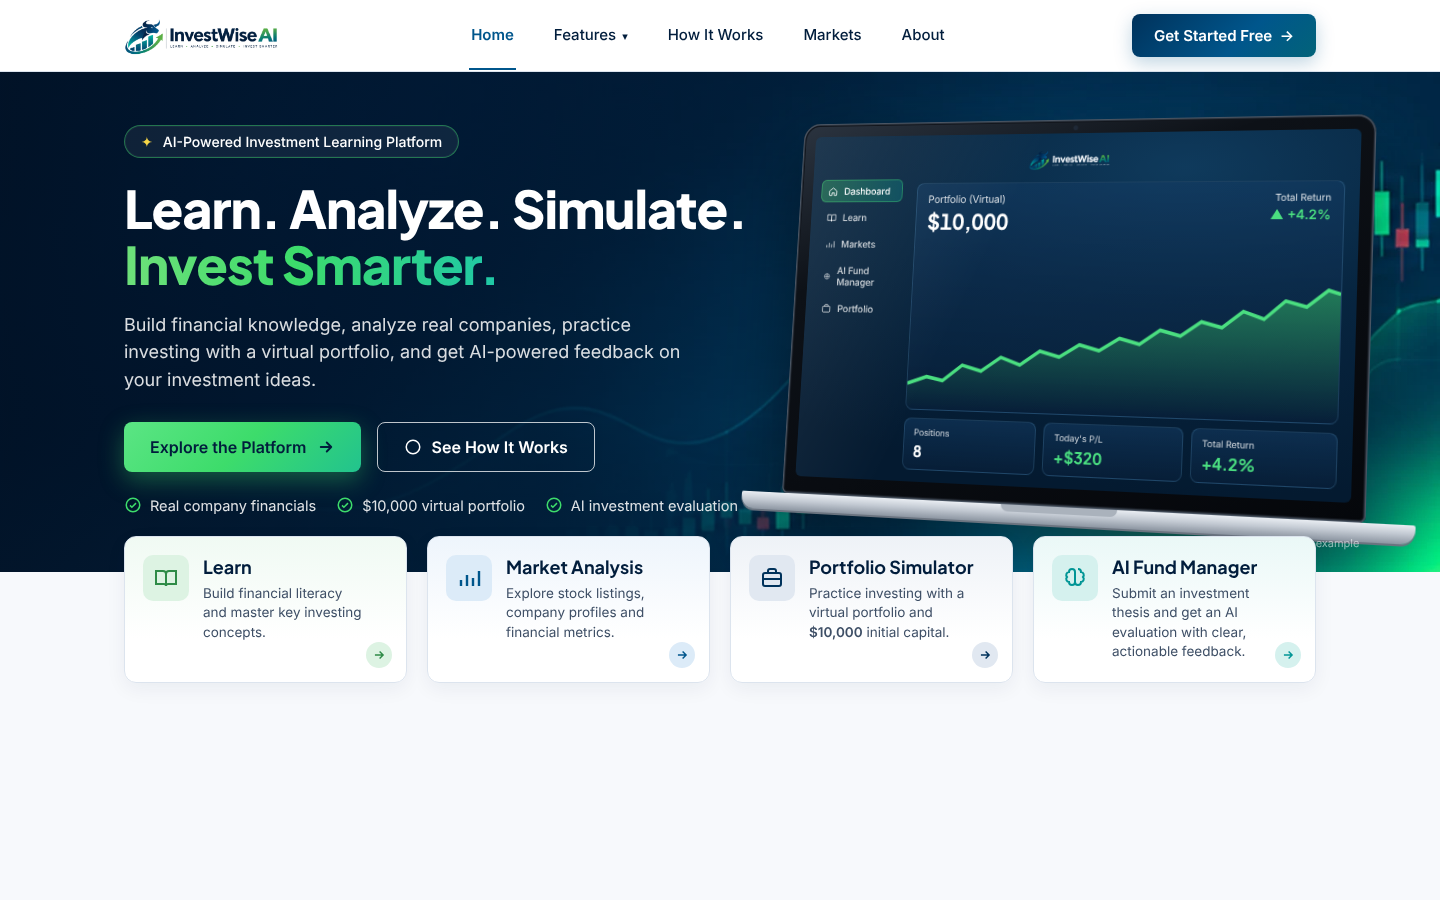 InvestWise AI
LEARN • ANALYZE • SIMULATE • INVEST SMARTER
Home
Features ▾
How It Works
Markets
About
Get Started Free →
✦ AI-Powered Investment Learning Platform
Learn. Analyze. Simulate.
Invest Smarter.
Build financial knowledge, analyze real companies, practice
investing with a virtual portfolio, and get AI-powered feedback on
your investment ideas.
Explore the Platform →
See How It Works
Real company financials
$10,000 virtual portfolio
AI investment evaluation
InvestWise AI
Dashboard
Learn
Markets
AI Fund
Manager
Portfolio
Portfolio (Virtual)
$10,000
Total Return
▲ +4.2%
Positions
8
Today's P/L
+$320
Total Return
+4.2%
example
Learn
Build financial literacy
and master key investing
concepts.
Market Analysis
Explore stock listings,
company profiles and
financial metrics.
Portfolio Simulator
Practice investing with a
virtual portfolio and
$10,000 initial capital.
AI Fund Manager
Submit an investment
thesis and get an AI
evaluation with clear,
actionable feedback.